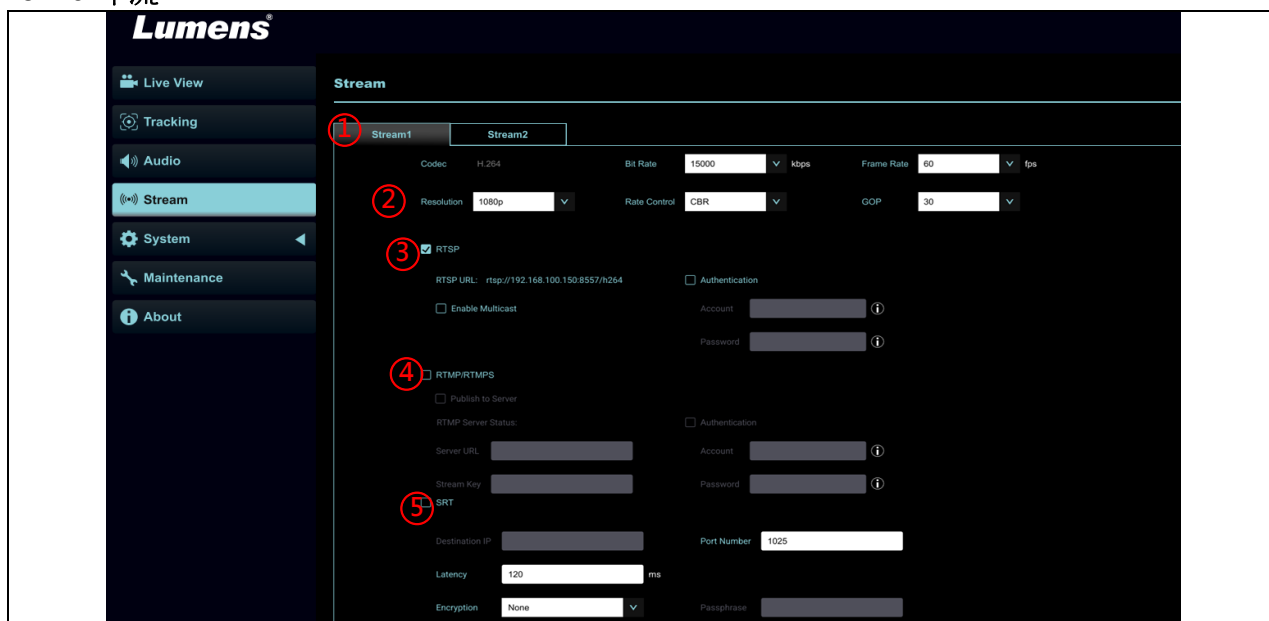 Lumens®
Live View
Tracking
Audio
Stream
System
Maintenance
About
Stream
① Stream1 Stream2
Codec H.264 Bit Rate 15000 kbps Frame Rate 60 fps
② Resolution 1080p Rate Control CBR GOP 30
③ RTSP
RTSP URL: rtsp://192.168.100.150:8557/h264 Authentication
Enable Multicast Account
Password
④ RTMP/RTMPS
Publish to Server
RTMP Server Status: Authentication
Server URL Account
Stream Key Password
⑤ SRT
Destination IP Port Number 1025
Latency 120 ms
Encryption None Passphrase